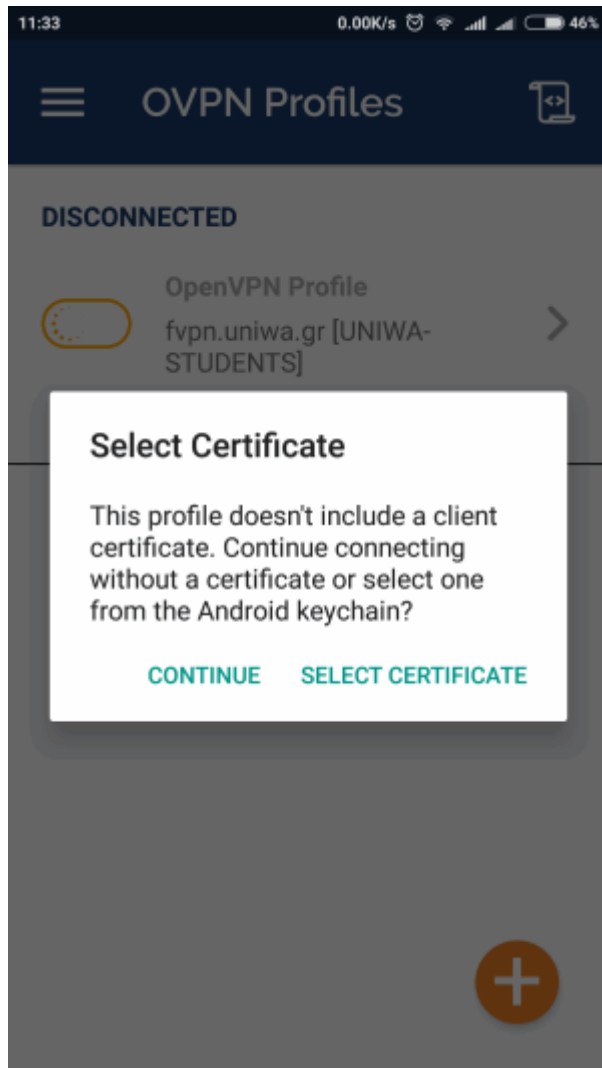 11:33 0.00K/s 46%
OVPN Profiles
DISCONNECTED
OpenVPN Profile
fvpn.uniwa.gr [UNIWA-
STUDENTS]
Select Certificate
This profile doesn't include a client
certificate. Continue connecting
without a certificate or select one
from the Android keychain?
CONTINUE SELECT CERTIFICATE